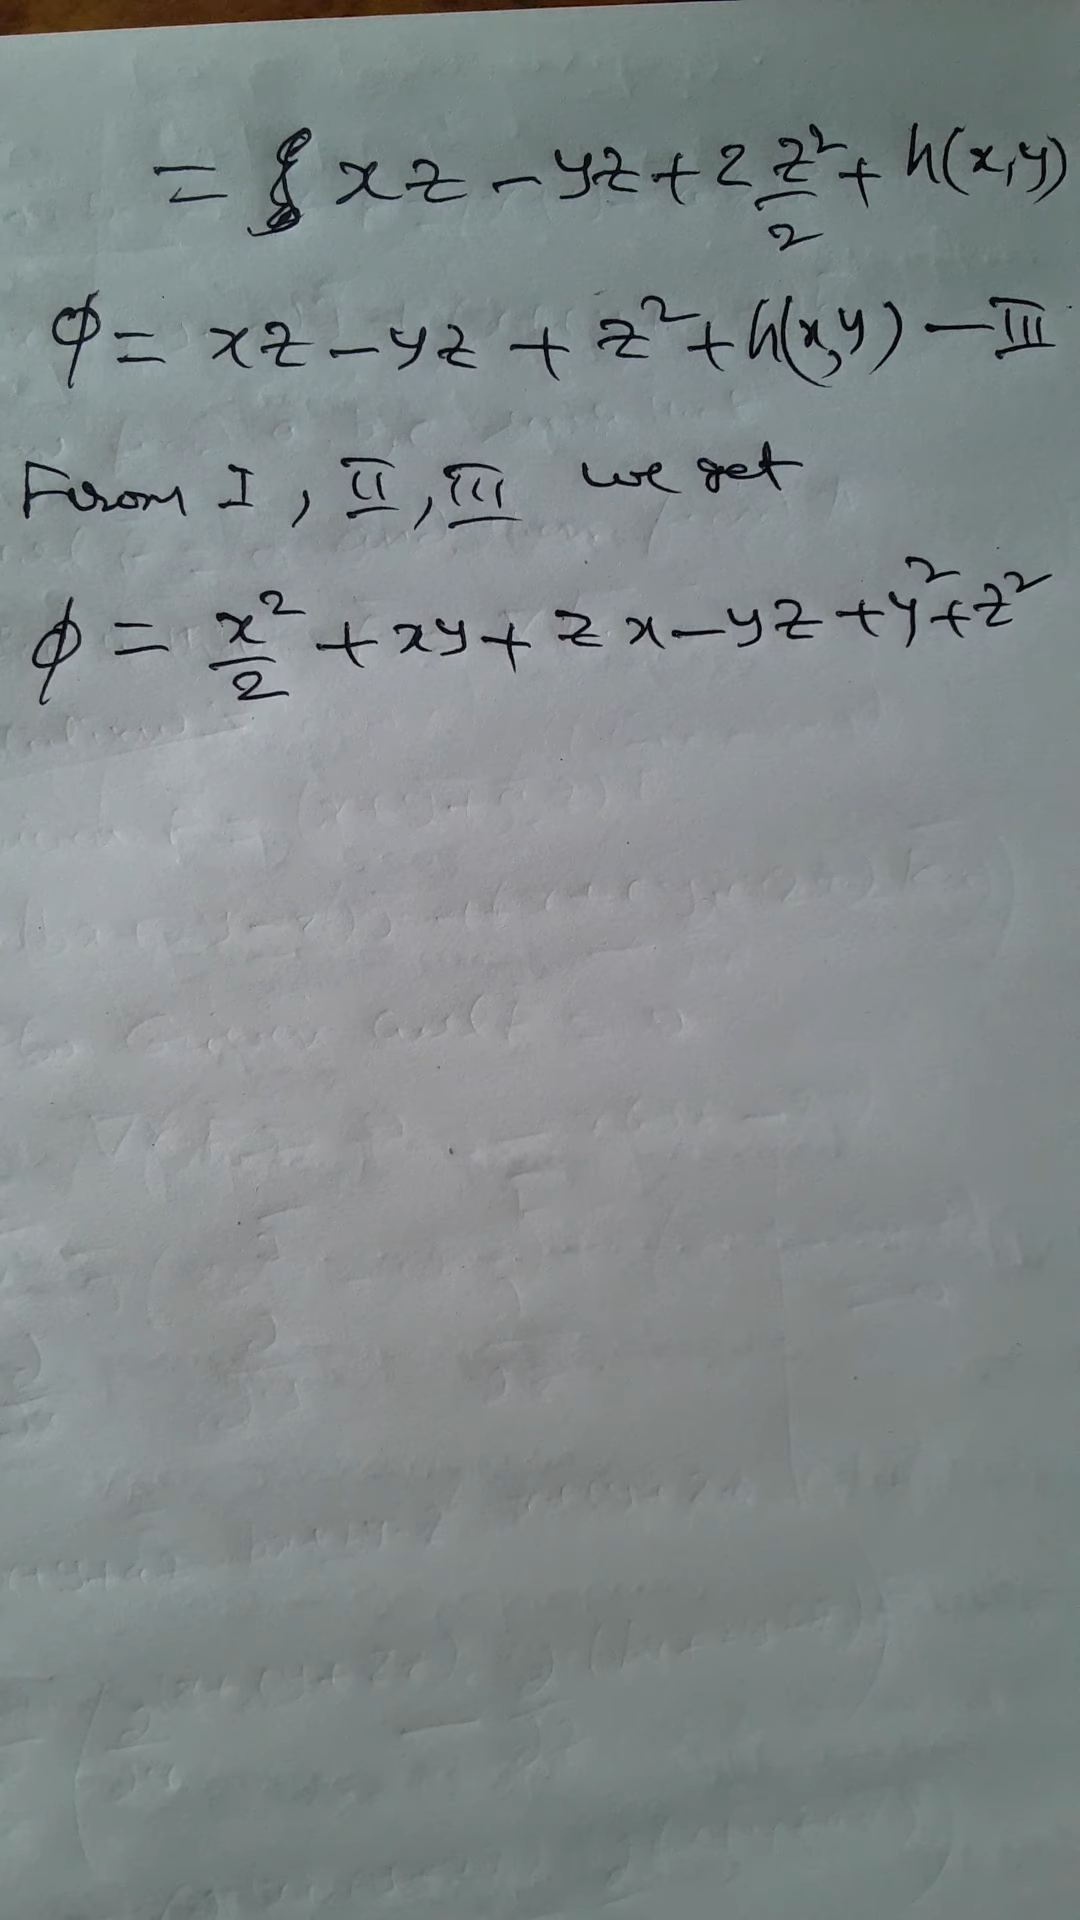 = xz - yz + 2 z²/2 + h(x,y)
φ = xz - yz + z² + h(x,y) - III
From I, II, III we get
φ = x²/2 + xy + zx - yz + y² + z²